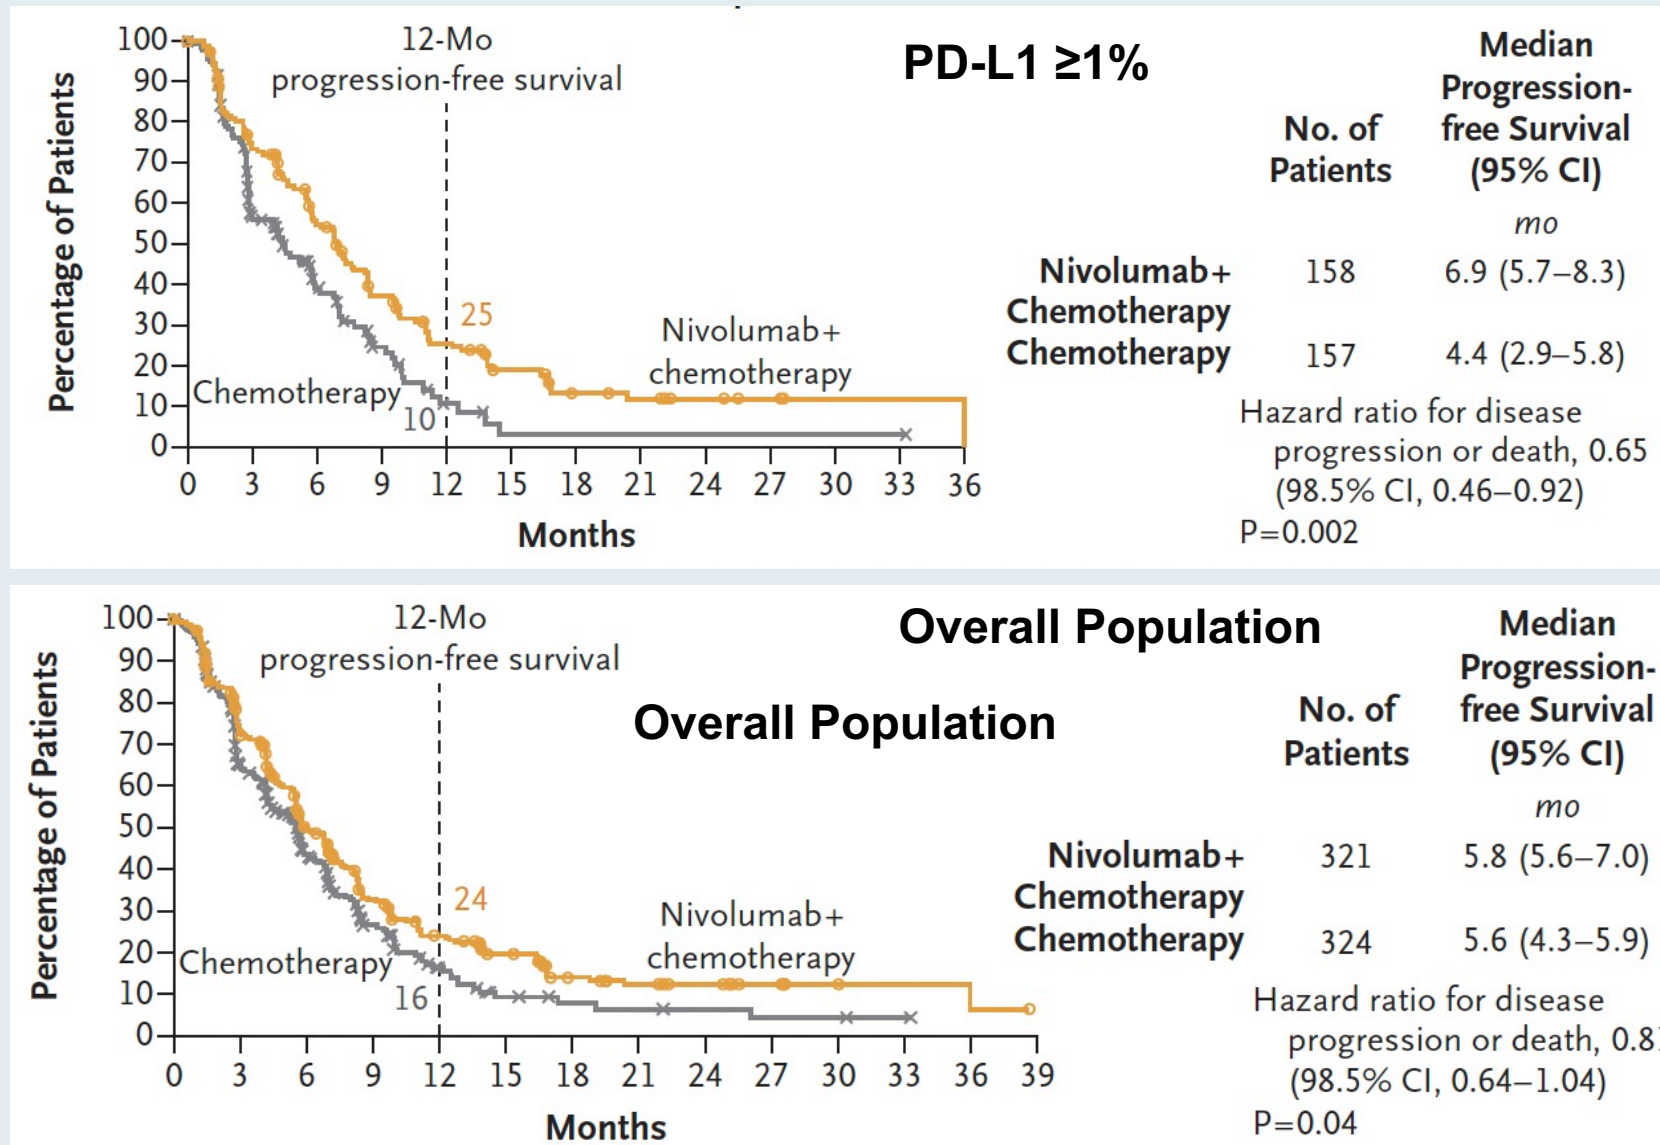 12-Mo
progression-free survival
PD-L1 ≥1%
Percentage of Patients
100
90
80
70
60
50
40
30
20
10
0
25
10
Nivolumab+
chemotherapy
Chemotherapy
0 3 6 9 12 15 18 21 24 27 30 33 36
Months
No. of
Patients
Median
Progression-
free Survival
(95% CI)
mo
Nivolumab+
Chemotherapy
158 6.9 (5.7–8.3)
Chemotherapy 157 4.4 (2.9–5.8)
Hazard ratio for disease
progression or death, 0.65
(98.5% CI, 0.46–0.92)
P=0.002
12-Mo
progression-free survival
Overall Population
Overall Population
Percentage of Patients
100
90
80
70
60
50
40
30
20
10
0
24
16
Nivolumab+
chemotherapy
Chemotherapy
0 3 6 9 12 15 18 21 24 27 30 33 36 39
Months
No. of
Patients
Median
Progression-
free Survival
(95% CI)
mo
Nivolumab+
Chemotherapy
321 5.8 (5.6–7.0)
Chemotherapy 324 5.6 (4.3–5.9)
Hazard ratio for disease
progression or death,
(98.5% CI, 0.64–1.04)
P=0.04